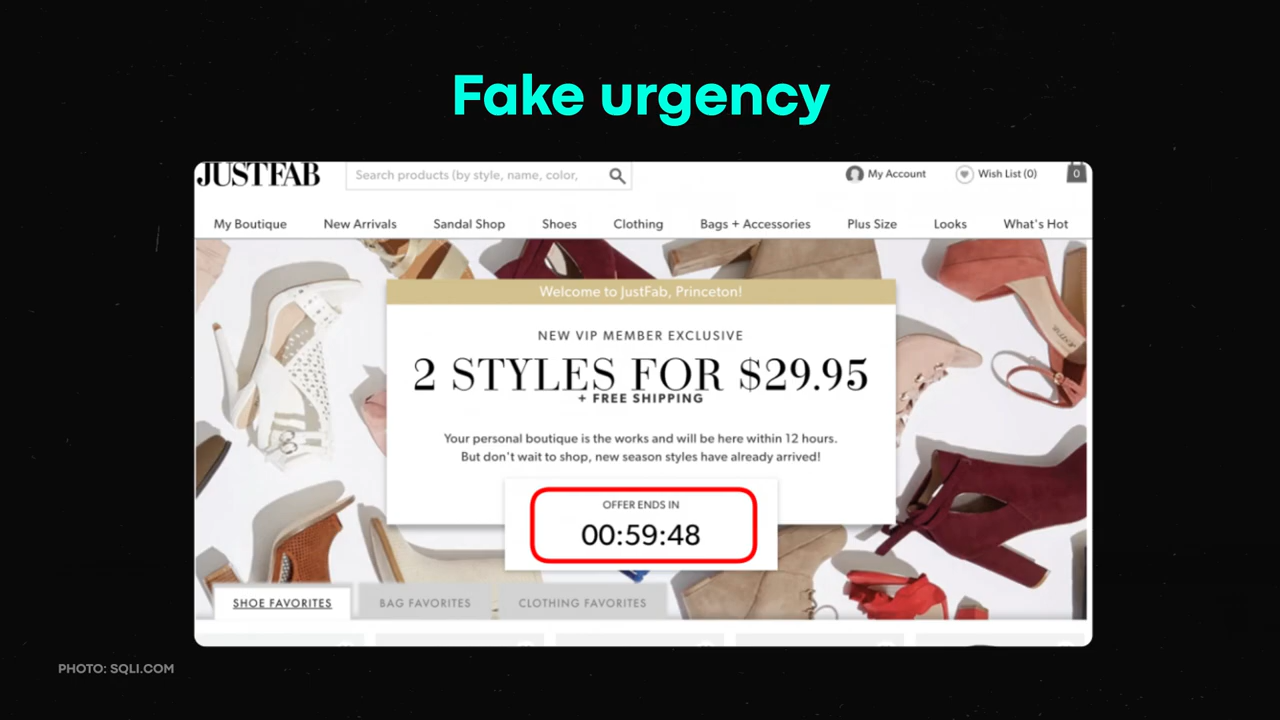 Fake urgency
JUSTFAB
Search products (by style, name, color,
My Account
Wish List (0)
0
My Boutique
New Arrivals
Sandal Shop
Shoes
Clothing
Bags + Accessories
Plus Size
Looks
What's Hot
Welcome to JustFab, Princeton!
NEW VIP MEMBER EXCLUSIVE
2 STYLES FOR $29.95
+ FREE SHIPPING
Your personal boutique is the works and will be here within 12 hours.
But don't wait to shop, new season styles have already arrived!
OFFER ENDS IN
00:59:48
SHOE FAVORITES
BAG FAVORITES
CLOTHING FAVORITES
PHOTO: SQLI.COM